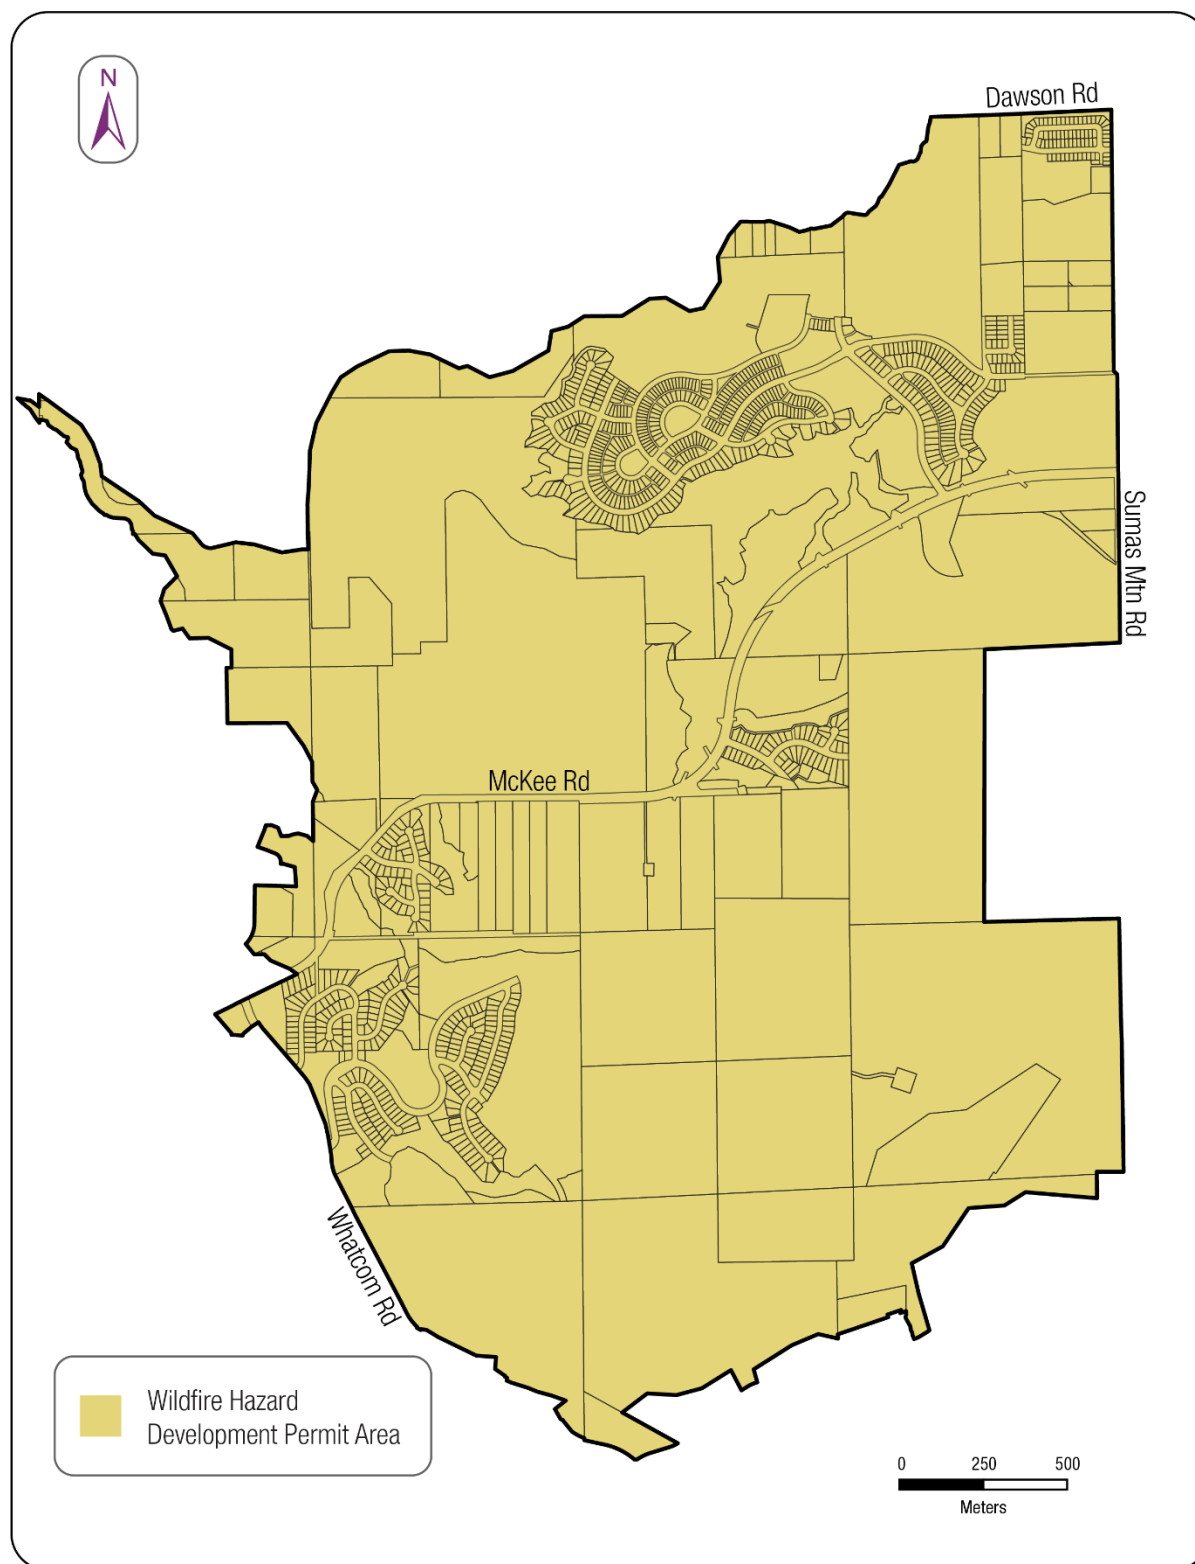 N
Dawson Rd
Sumas Mtn Rd
McKee Rd
Whatcom Rd
Wildfire Hazard
Development Permit Area
0 250 500
Meters